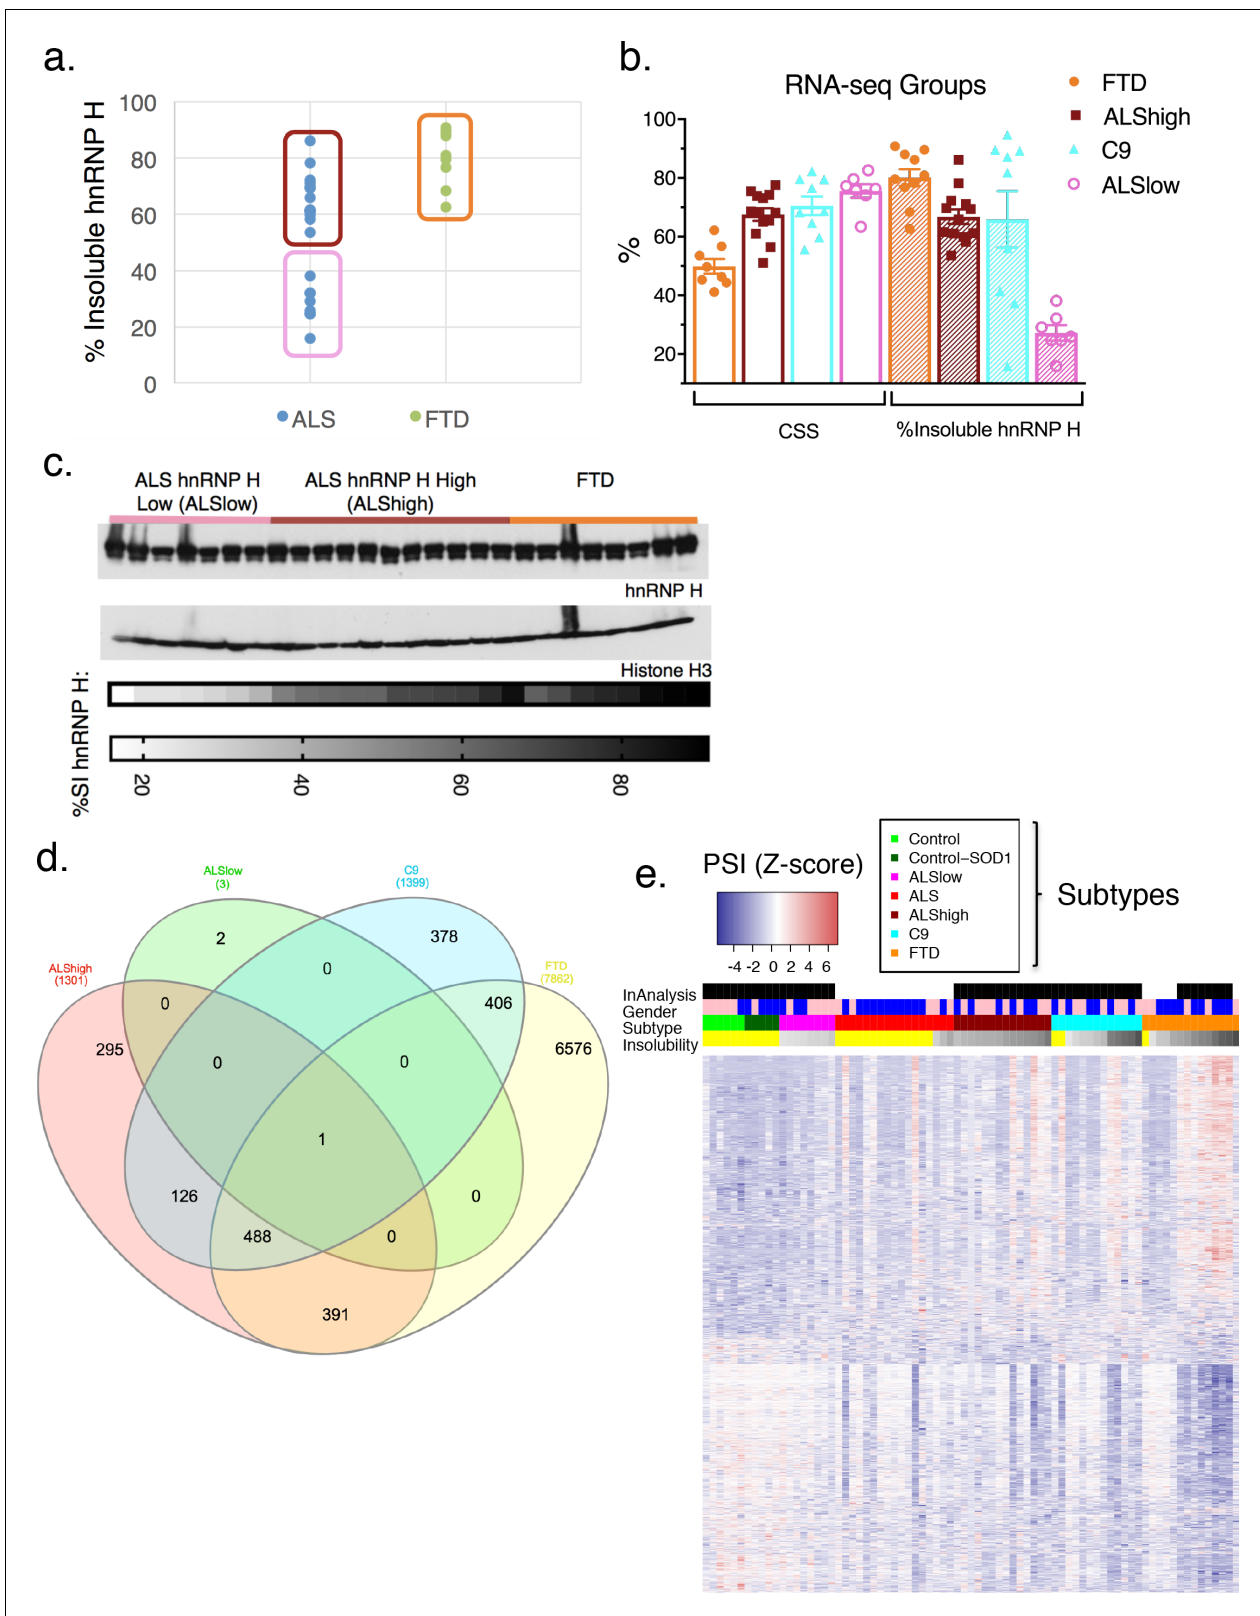 a.
% Insoluble hnRNP H
100
80
60
40
20
0
ALS
FTD
b.
RNA-seq Groups
FTD
ALShigh
C9
ALSlow
%
100
80
60
40
20
CSS
%Insoluble hnRNP H
c.
ALS hnRNP H
Low (ALSlow)
ALS hnRNP H High
(ALShigh)
FTD
hnRNP H
Histone H3
%SI hnRNP H:
20
40
60
80
d.
ALSlow
(3)
C9
(1399)
ALShigh
(1301)
FTD
(7862)
2
378
0
0
406
295
0
0
6576
1
126
0
488
0
391
e.
PSI (Z-score)
-4 -2 0 2 4 6
Control
Control-SOD1
ALSlow
ALS
ALShigh
C9
FTD
Subtypes
InAnalysis
Gender
Subtype
Insolubility